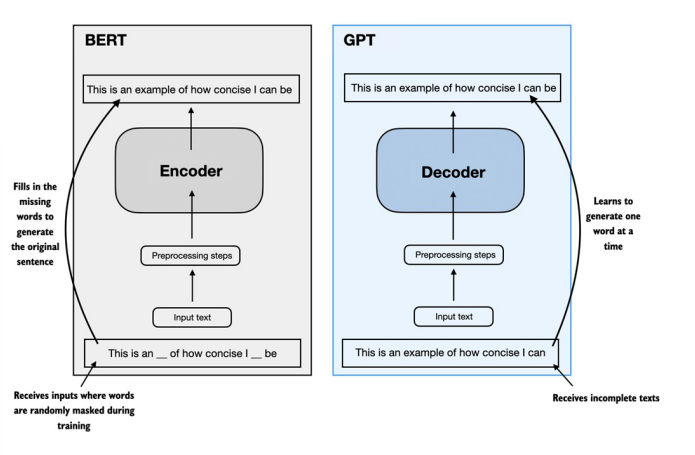 BERT
This is an example of how concise I can be
Encoder
Preprocessing steps
Input text
This is an __ of how concise I __ be
Fills in the
missing
words to
generate
the original
sentence
Receives inputs where words
are randomly masked during
training
GPT
This is an example of how concise I can be
Decoder
Preprocessing steps
Input text
This is an example of how concise I can
Learns to
generate one
word at a
time
Receives incomplete texts